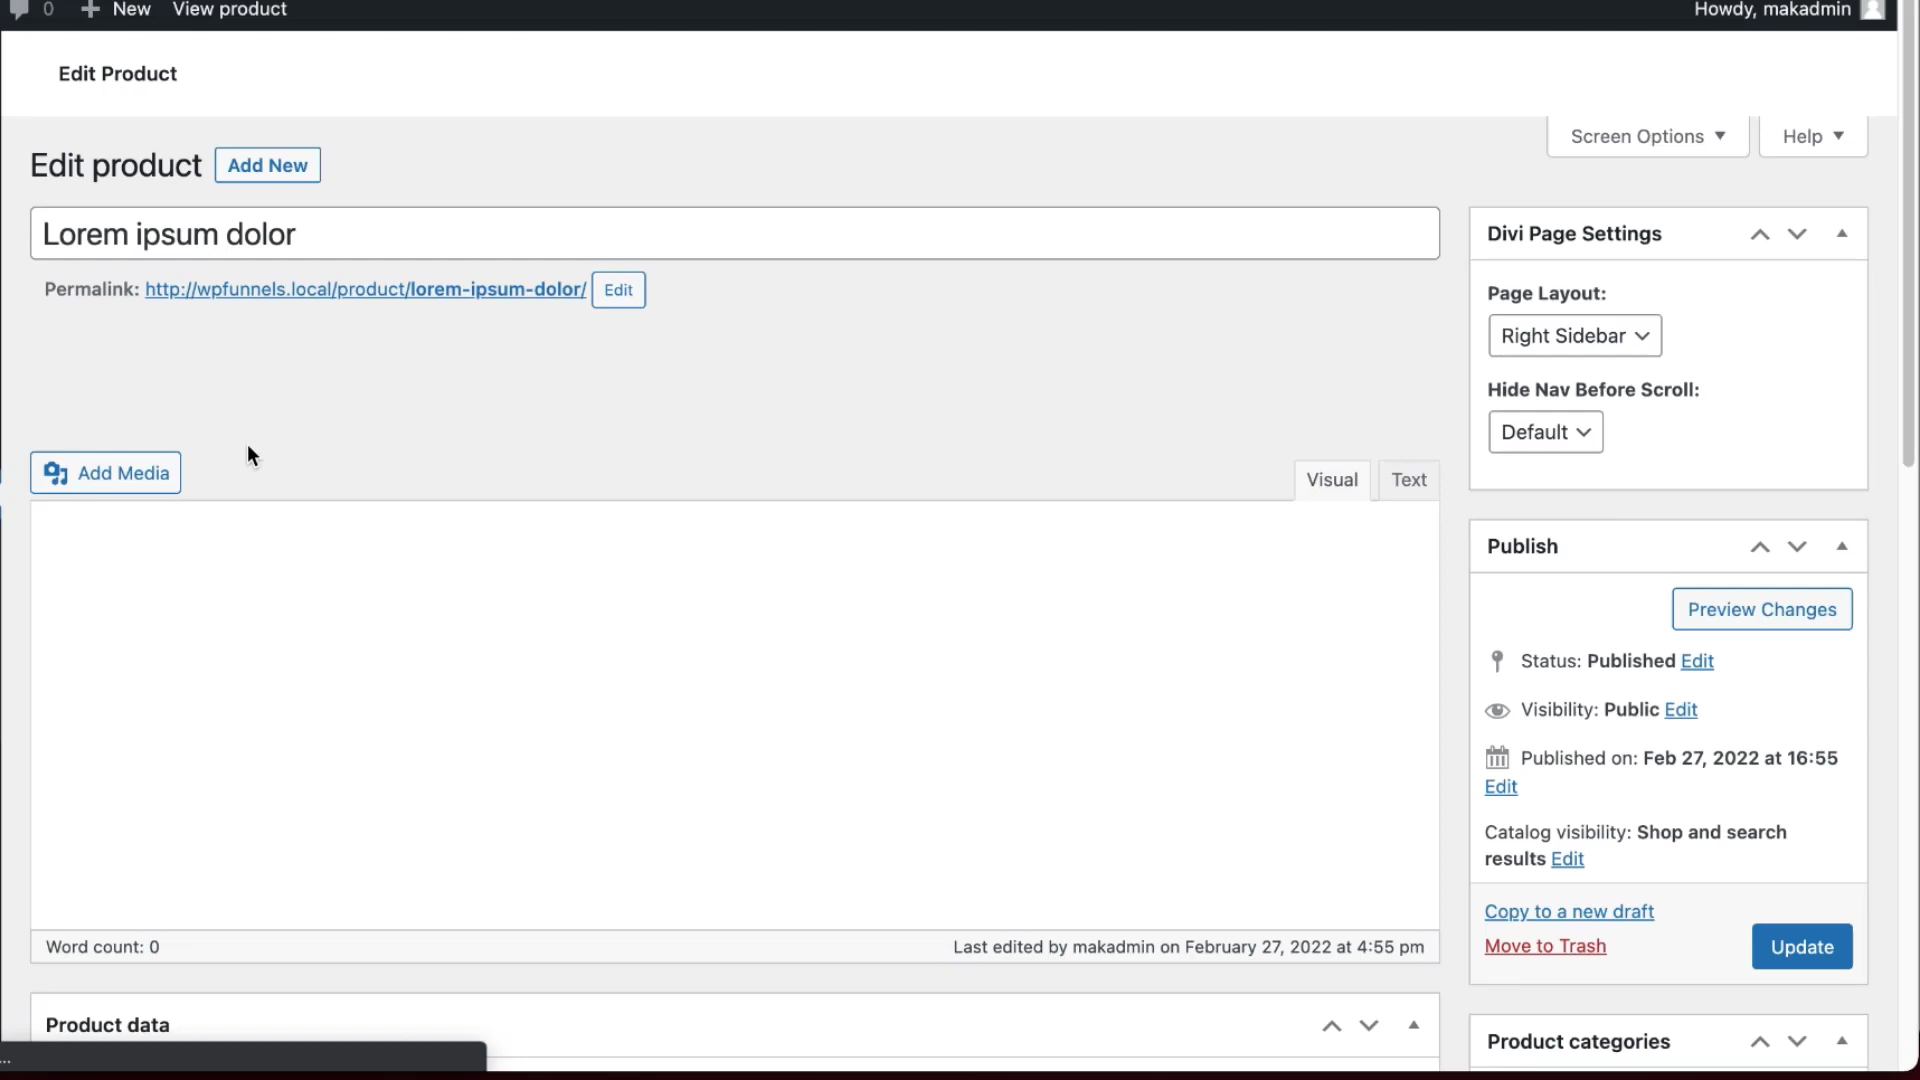 0 New View product Howdy, makadmin
Edit Product
Screen Options Help
Edit product Add New
Lorem ipsum dolor
Permalink: http://wpfunnels.local/product/lorem-ipsum-dolor/ Edit
Add Media
Visual Text
Word count: 0 Last edited by makadmin on February 27, 2022 at 4:55 pm
Product data
...
Divi Page Settings
Page Layout:
Right Sidebar
Hide Nav Before Scroll:
Default
Publish
Preview Changes
Status: Published Edit
Visibility: Public Edit
Published on: Feb 27, 2022 at 16:55
Edit
Catalog visibility: Shop and search
results Edit
Copy to a new draft
Move to Trash
Update
Product categories